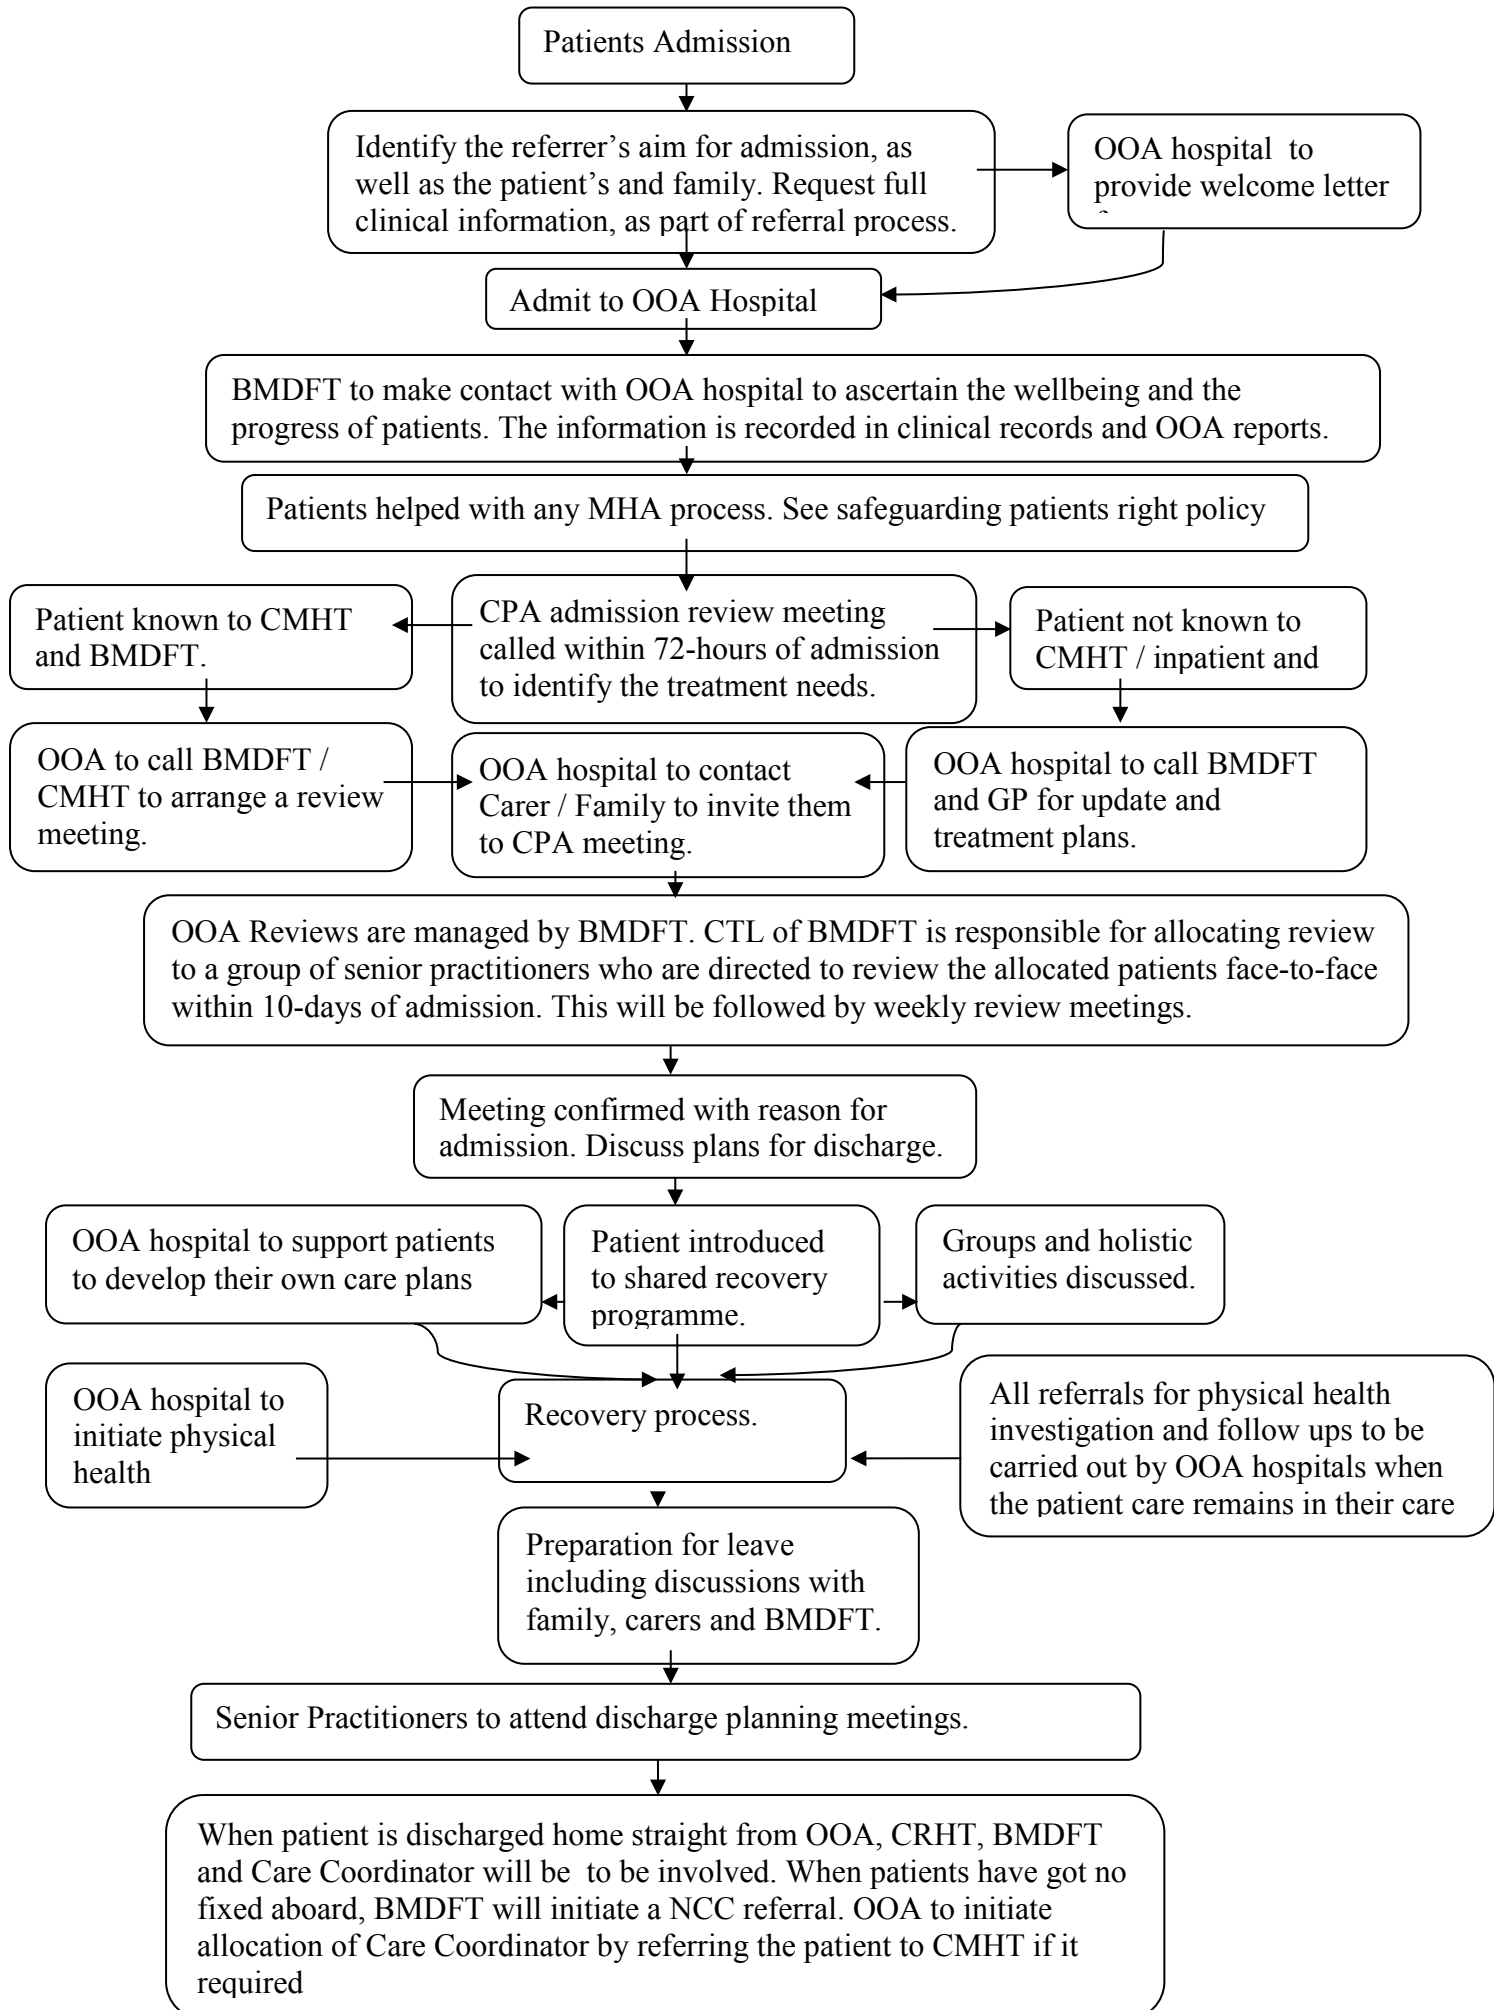 Patients Admission
Identify the referrer’s aim for admission, as
well as the patient’s and family. Request full
clinical information, as part of referral process.
OOA hospital  to
provide welcome letter
Admit to OOA Hospital
BMDFT to make contact with OOA hospital to ascertain the wellbeing and the
progress of patients. The information is recorded in clinical records and OOA reports.
Patients helped with any MHA process. See safeguarding patients right policy
Patient known to CMHT
and BMDFT.
CPA admission review meeting
called within 72-hours of admission
to identify the treatment needs.
Patient not known to
CMHT / inpatient and
OOA to call BMDFT /
CMHT to arrange a review
meeting.
OOA hospital to contact
Carer / Family to invite them
to CPA meeting.
OOA hospital to call BMDFT
and GP for update and
treatment plans.
OOA Reviews are managed by BMDFT. CTL of BMDFT is responsible for allocating review
to a group of senior practitioners who are directed to review the allocated patients face-to-face
within 10-days of admission. This will be followed by weekly review meetings.
Meeting confirmed with reason for
admission. Discuss plans for discharge.
OOA hospital to support patients
to develop their own care plans
Patient introduced
to shared recovery
programme.
Groups and holistic
activities discussed.
OOA hospital to
initiate physical
health
Recovery process.
All referrals for physical health
investigation and follow ups to be
carried out by OOA hospitals when
the patient care remains in their care
Preparation for leave
including discussions with
family, carers and BMDFT.
Senior Practitioners to attend discharge planning meetings.
When patient is discharged home straight from OOA, CRHT, BMDFT
and Care Coordinator will be  to be involved. When patients have got no
fixed aboard, BMDFT will initiate a NCC referral. OOA to initiate
allocation of Care Coordinator by referring the patient to CMHT if it
required